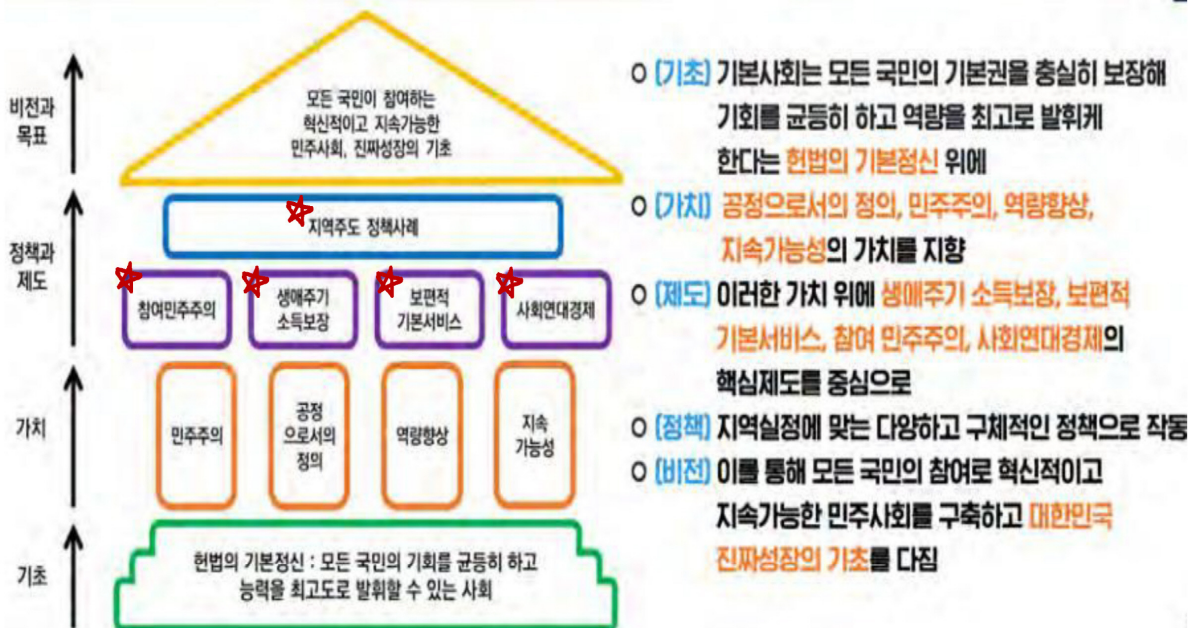 비전과
목표
모든 국민이 참여하는
혁신적이고 지속가능한
민주사회, 진짜성장의 기초
정책과
제도
지역주도 정책사례
참여민주주의
생애주기
소득보장
보편적
기본서비스
사회연대경제
가치
민주주의
공정
으로서의
정의
역량향상
지속
가능성
기초
헌법의 기본정신 : 모든 국민의 기회를 균등히 하고
능력을 최고도로 발휘할 수 있는 사회
○ [기초] 기본사회는 모든 국민의 기본권을 충실히 보장해
기회를 균등히 하고 역량을 최고로 발휘케
한다는 헌법의 기본정신 위에
○ [가치] 공정으로서의 정의, 민주주의, 역량향상,
지속가능성의 가치를 지향
○ [제도] 이러한 가치 위에 생애주기 소득보장, 보편적
기본서비스, 참여 민주주의, 사회연대경제의
핵심제도를 중심으로
○ [정책] 지역실정에 맞는 다양하고 구체적인 정책으로 작동
○ [비전] 이를 통해 모든 국민의 참여로 혁신적이고
지속가능한 민주사회를 구축하고 대한민국
진짜성장의 기초를 다짐